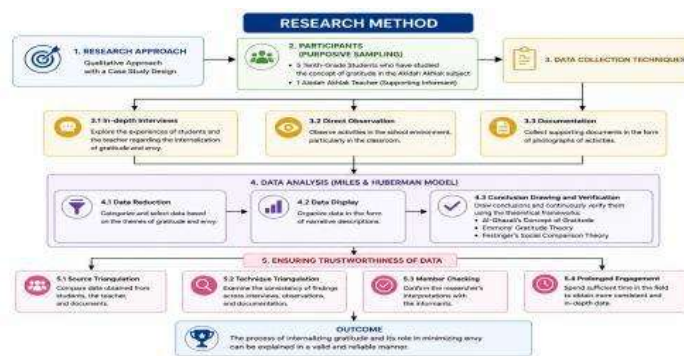 RESEARCH METHOD
1. RESEARCH APPROACH
Qualitative Approach
with a Case Study Design
2. PARTICIPANTS
(PURPOSIVE SAMPLING)
• 5 Tenth-Grade Students who have studied
the concept of gratitude in the Akidah Akhlak subject
• 1 Akidah Akhlak Teacher (Supporting Informant)
3. DATA COLLECTION TECHNIQUES
3.1 In-depth Interviews
Explore the experiences of students and
the teacher regarding the internalization
of gratitude and envy.
3.2 Direct Observation
Observe activities in the school environment,
particularly in the classroom.
3.3 Documentation
Collect supporting documents in the form
of photographs of activities.
4. DATA ANALYSIS (MILES & HUBERMAN MODEL)
4.1 Data Reduction
Categorize and select data based
on the themes of gratitude and envy.
4.2 Data Display
Organize data in the form
of narrative descriptions.
4.3 Conclusion Drawing and Verification
Draw conclusions and continuously verify them
using the theoretical frameworks:
• Al-Ghazali's Concept of Gratitude
• Emmons' Gratitude Theory
• Festinger's Social Comparison Theory
5. ENSURING TRUSTWORTHINESS OF DATA
5.1 Source Triangulation
Compare data obtained from
students, the teacher,
and documents.
5.2 Technique Triangulation
Examine the consistency of findings
across interviews, observations,
and documentation.
5.3 Member Checking
Confirm the researcher's
interpretations with
the informants.
5.4 Prolonged Engagement
Spend sufficient time in the field
to obtain more consistent and
in-depth data.
OUTCOME
The process of internalizing gratitude and its role in minimizing envy
can be explained in a valid and reliable manner.